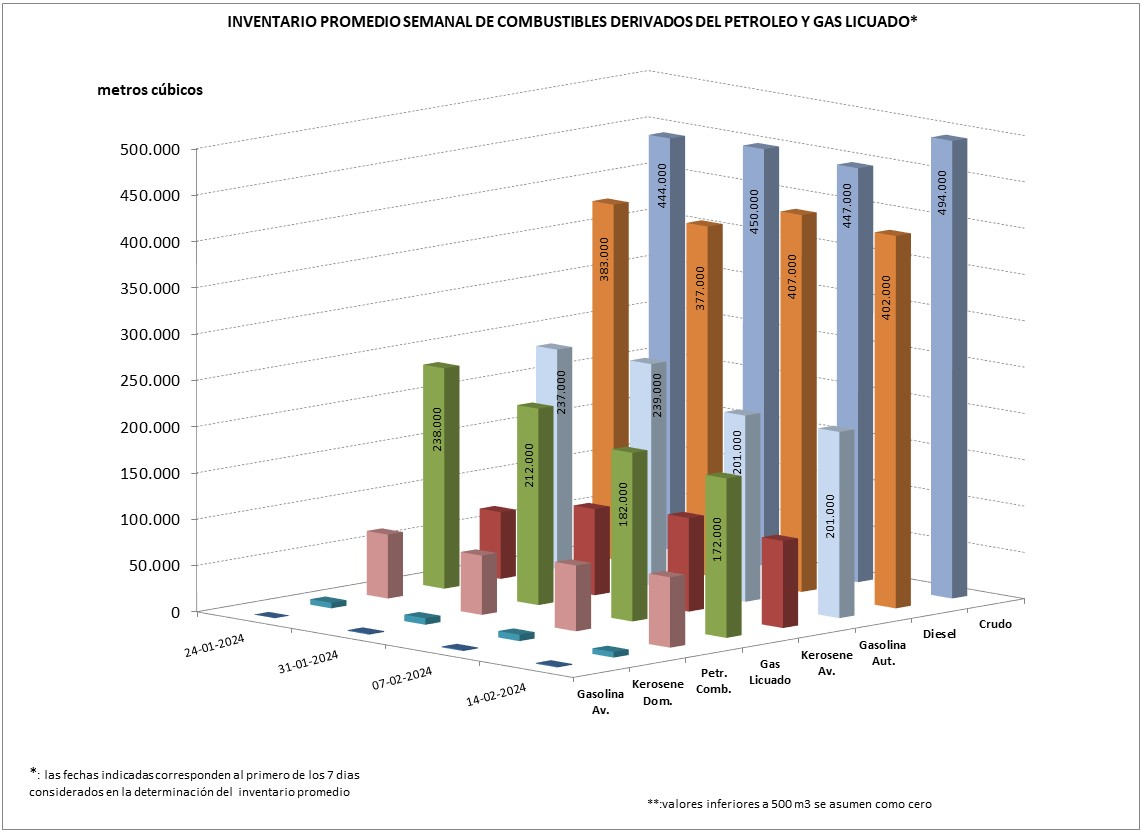 INVENTARIO PROMEDIO SEMANAL DE COMBUSTIBLES DERIVADOS DEL PETROLEO Y GAS LICUADO*
metros cúbicos
500.000
450.000
400.000
350.000
300.000
250.000
200.000
150.000
100.000
50.000
0
444.000
450.000
447.000
494.000
383.000
377.000
407.000
402.000
237.000
239.000
201.000
201.000
238.000
212.000
182.000
172.000
24-01-2024
31-01-2024
07-02-2024
14-02-2024
Gasolina
Av.
Kerosene
Dom.
Petr.
Comb.
Gas
Licuado
Kerosene
Av.
Gasolina
Aut.
Diesel
Crudo
*: las fechas indicadas corresponden al primero de los 7 dias
considerados en la determinación del inventario promedio
**:valores inferiores a 500 m3 se asumen como cero